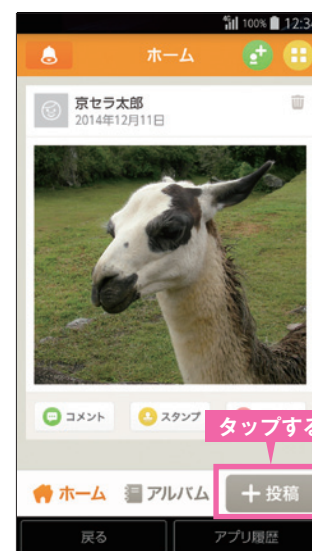 100% 12:34
ホーム
京セラ太郎
2014年12月11日
コメント
スタンプ
タップする
ホーム
アルバム
＋投稿
戻る
アプリ履歴